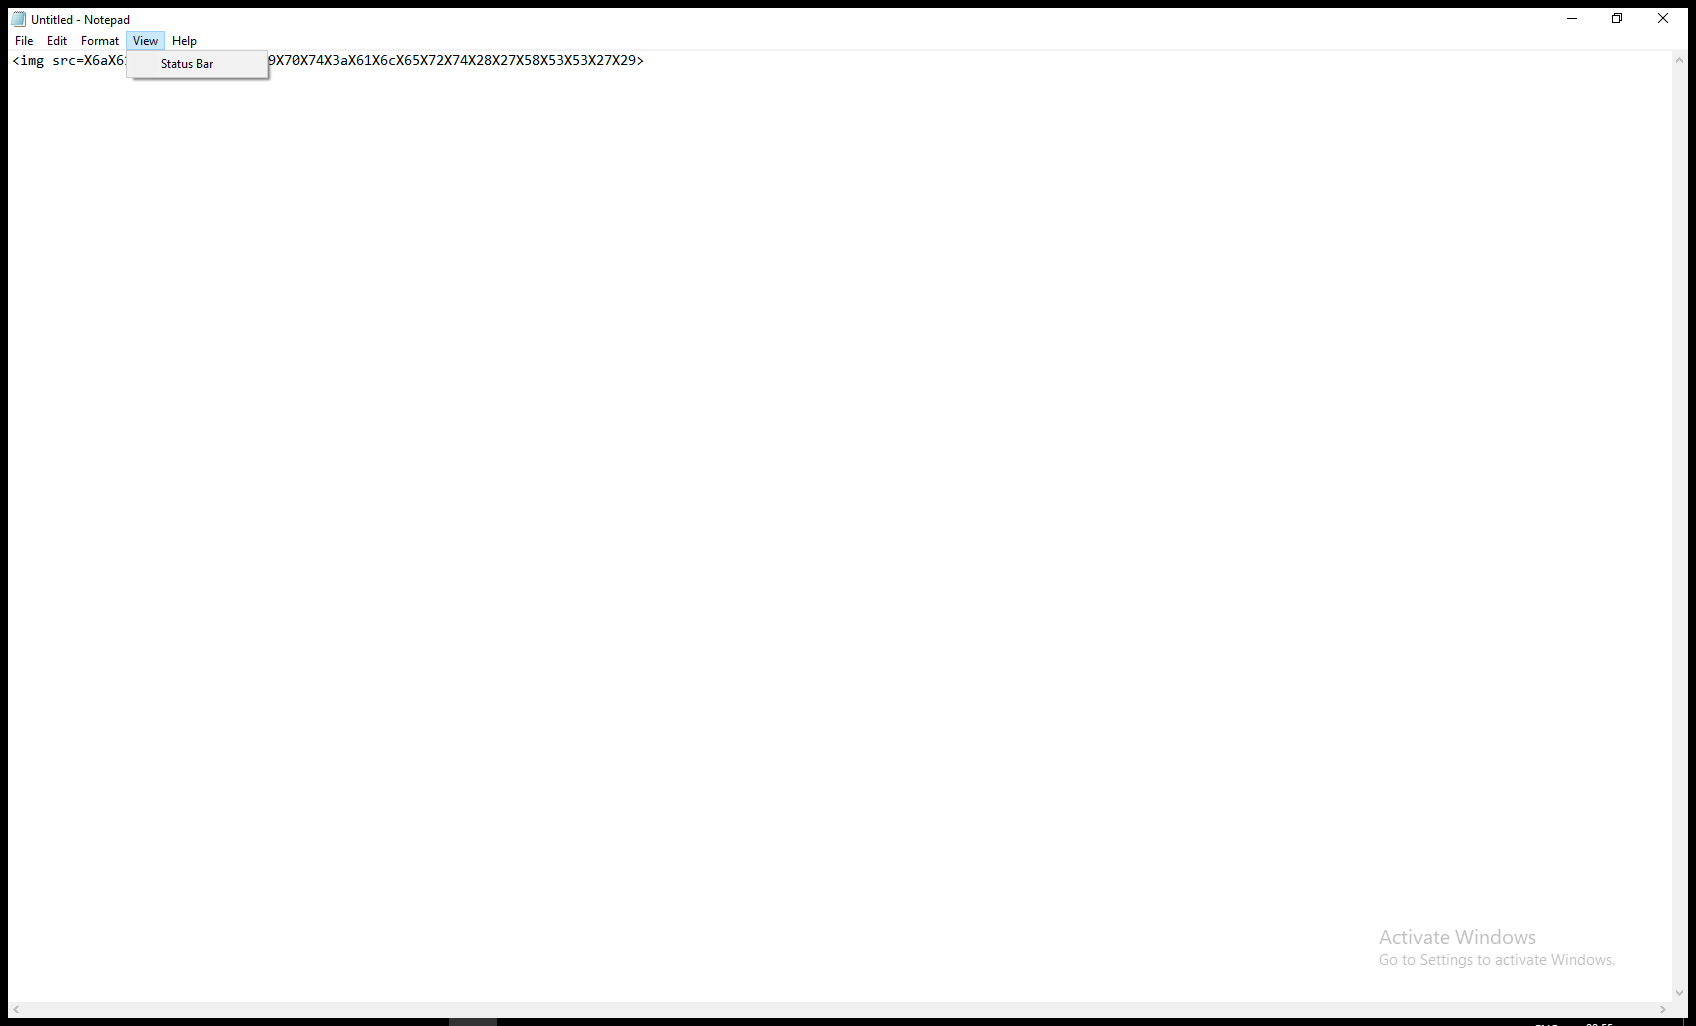 Untitled - Notepad
File Edit Format View Help
<img src=X6aX6
9X70X74X3aX61X6cX65X72X74X28X27X58X53X53X27X29>
Status Bar
Activate Windows
Go to Settings to activate Windows.